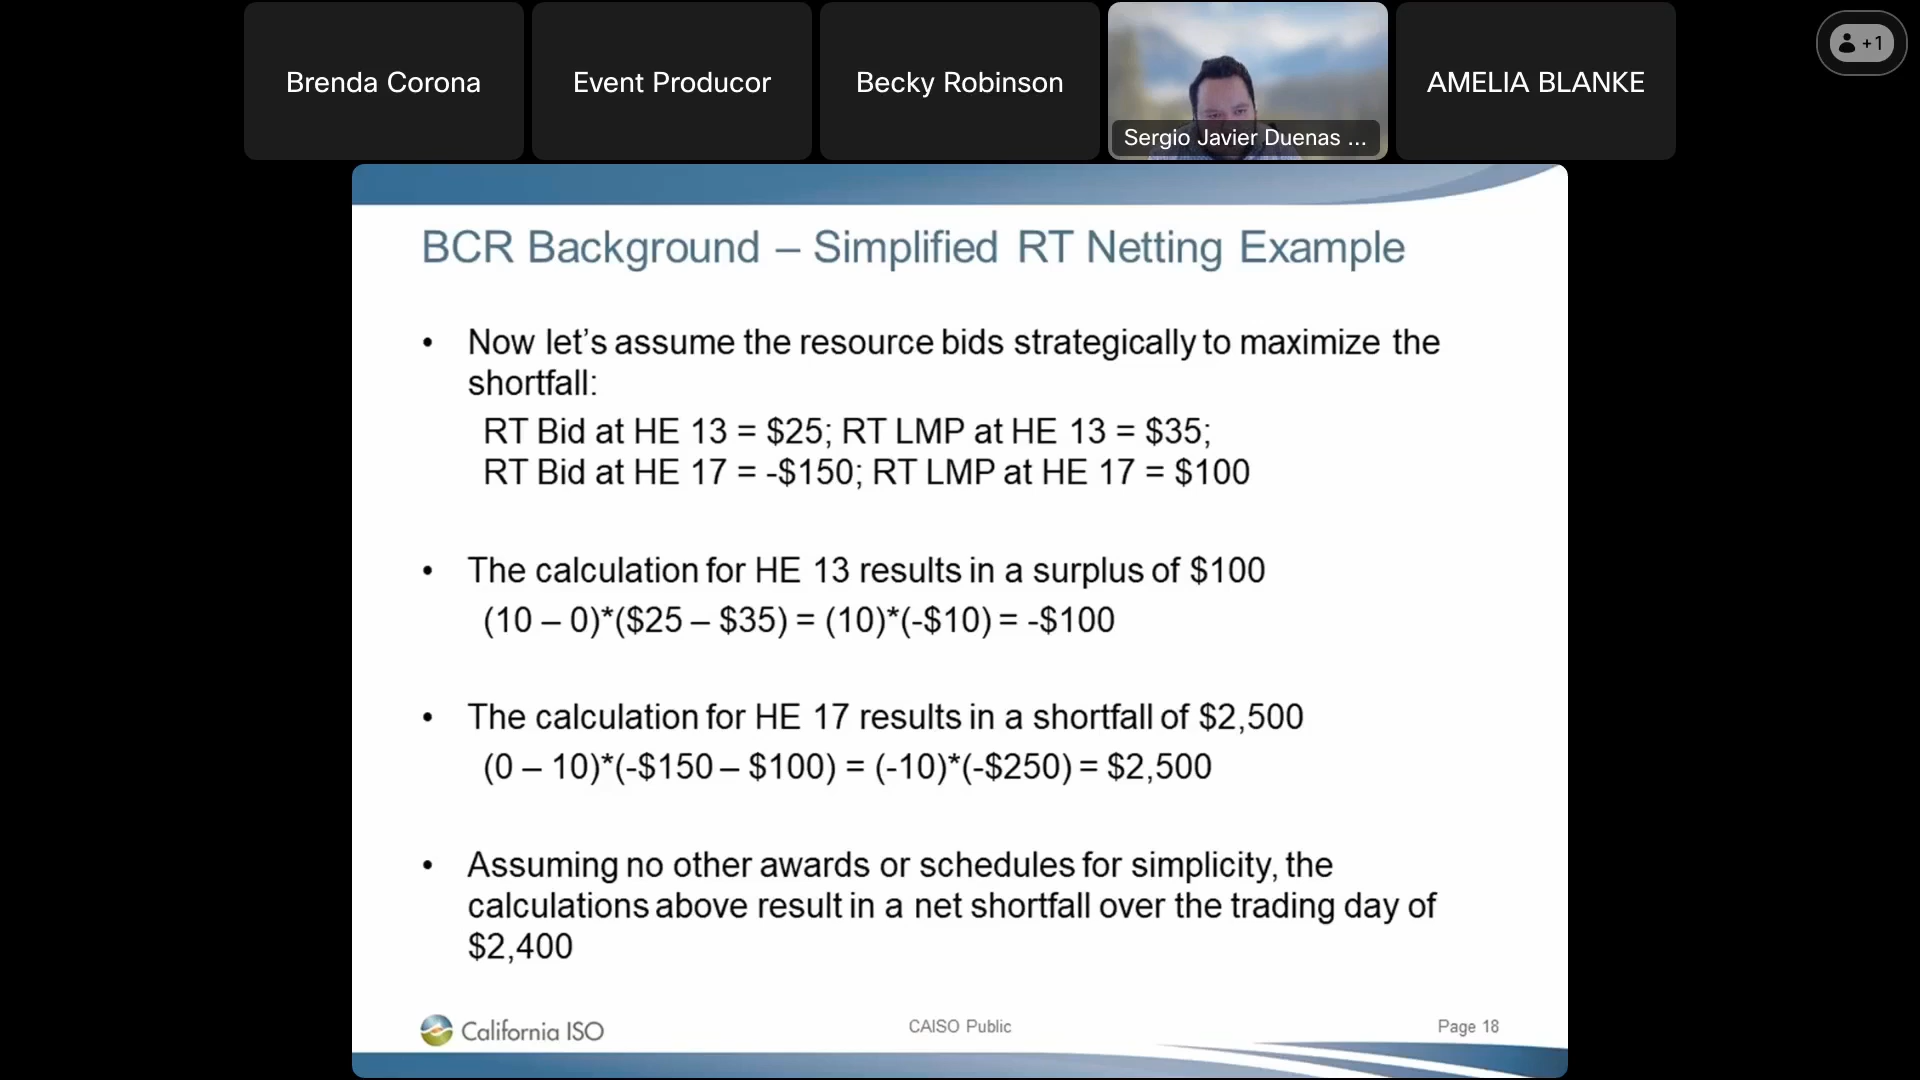 Brenda Corona
Event Producor
Becky Robinson
Sergio Javier Duenas ...
AMELIA BLANKE
+1
BCR Background – Simplified RT Netting Example
• Now let’s assume the resource bids strategically to maximize the
shortfall:
RT Bid at HE 13 = $25; RT LMP at HE 13 = $35;
RT Bid at HE 17 = -$150; RT LMP at HE 17 = $100
• The calculation for HE 13 results in a surplus of $100
(10 – 0)*($25 – $35) = (10)*(-$10) = -$100
• The calculation for HE 17 results in a shortfall of $2,500
(0 – 10)*(-$150 – $100) = (-10)*(-$250) = $2,500
• Assuming no other awards or schedules for simplicity, the
calculations above result in a net shortfall over the trading day of
$2,400
California ISO
CAISO Public
Page 18